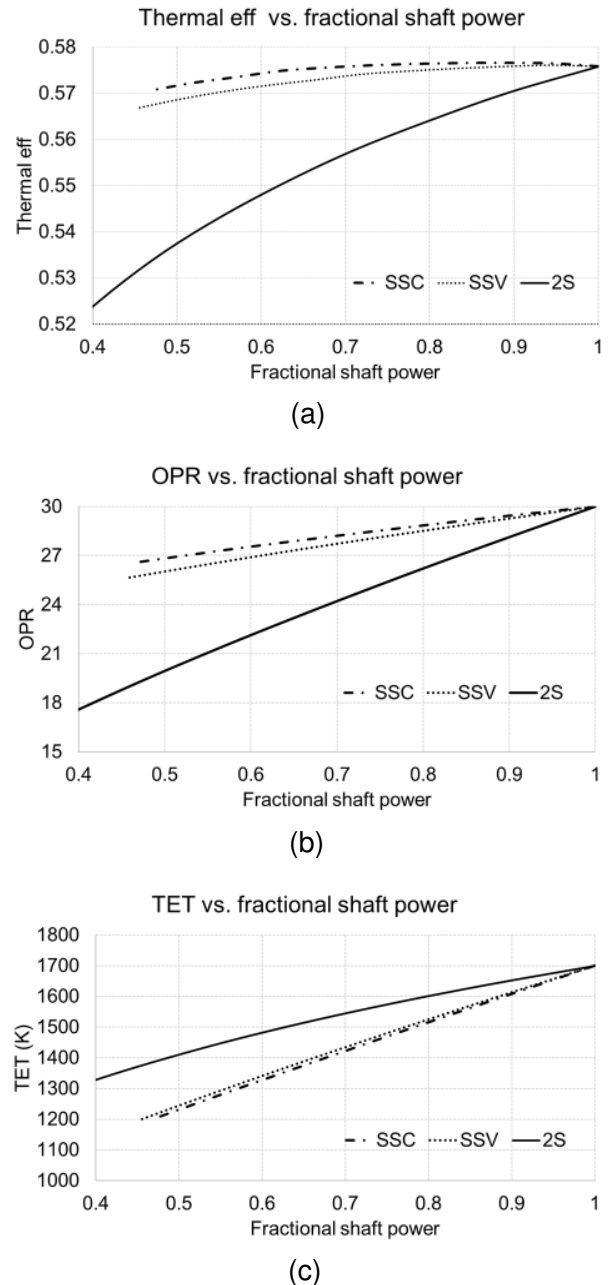 Thermal eff vs. fractional shaft power
0.58
0.57
0.56
0.55
0.54
0.53
0.52
Thermal eff
SSC SSV 2S
0.4 0.5 0.6 0.7 0.8 0.9 1
Fractional shaft power
(a)
OPR vs. fractional shaft power
30
27
24
21
18
15
OPR
SSC SSV 2S
0.4 0.5 0.6 0.7 0.8 0.9 1
Fractional shaft power
(b)
TET vs. fractional shaft power
1800
1700
1600
1500
1400
1300
1200
1100
1000
TET (K)
SSC SSV 2S
0.4 0.5 0.6 0.7 0.8 0.9 1
Fractional shaft power
(c)